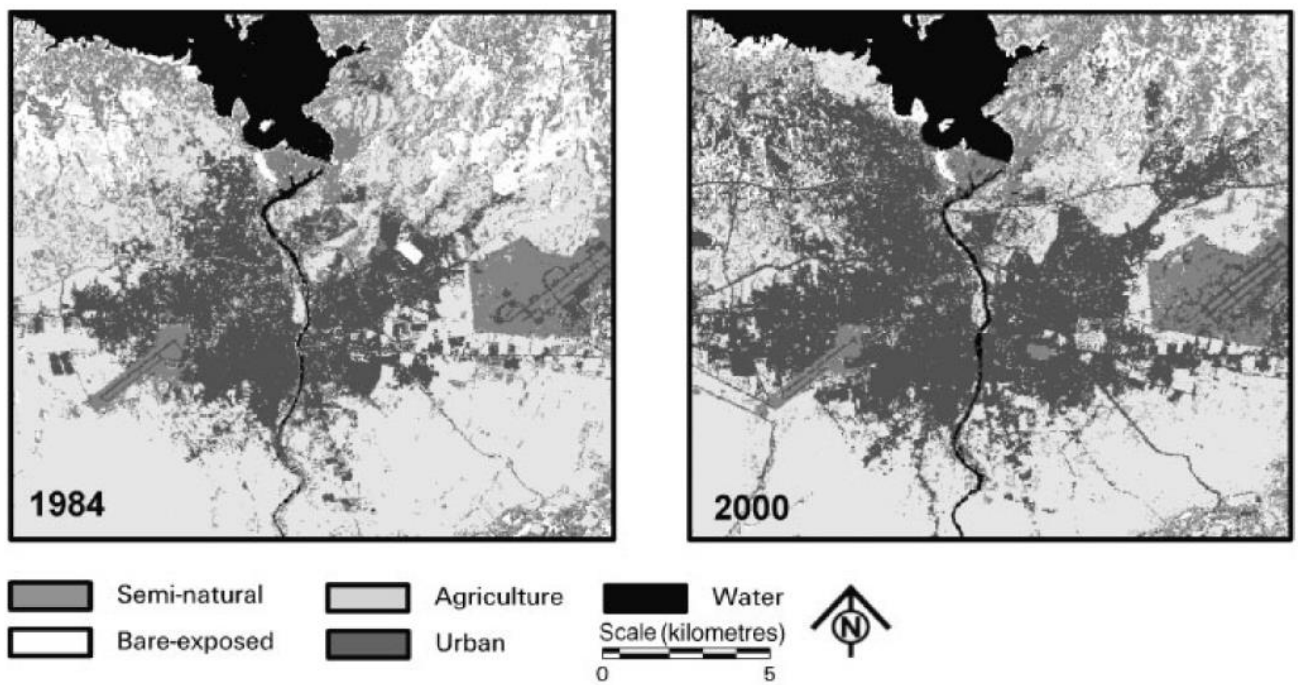 1984
2000
Semi-natural
Agriculture
Water
Bare-exposed
Urban
Scale (kilometres)
0 5
N